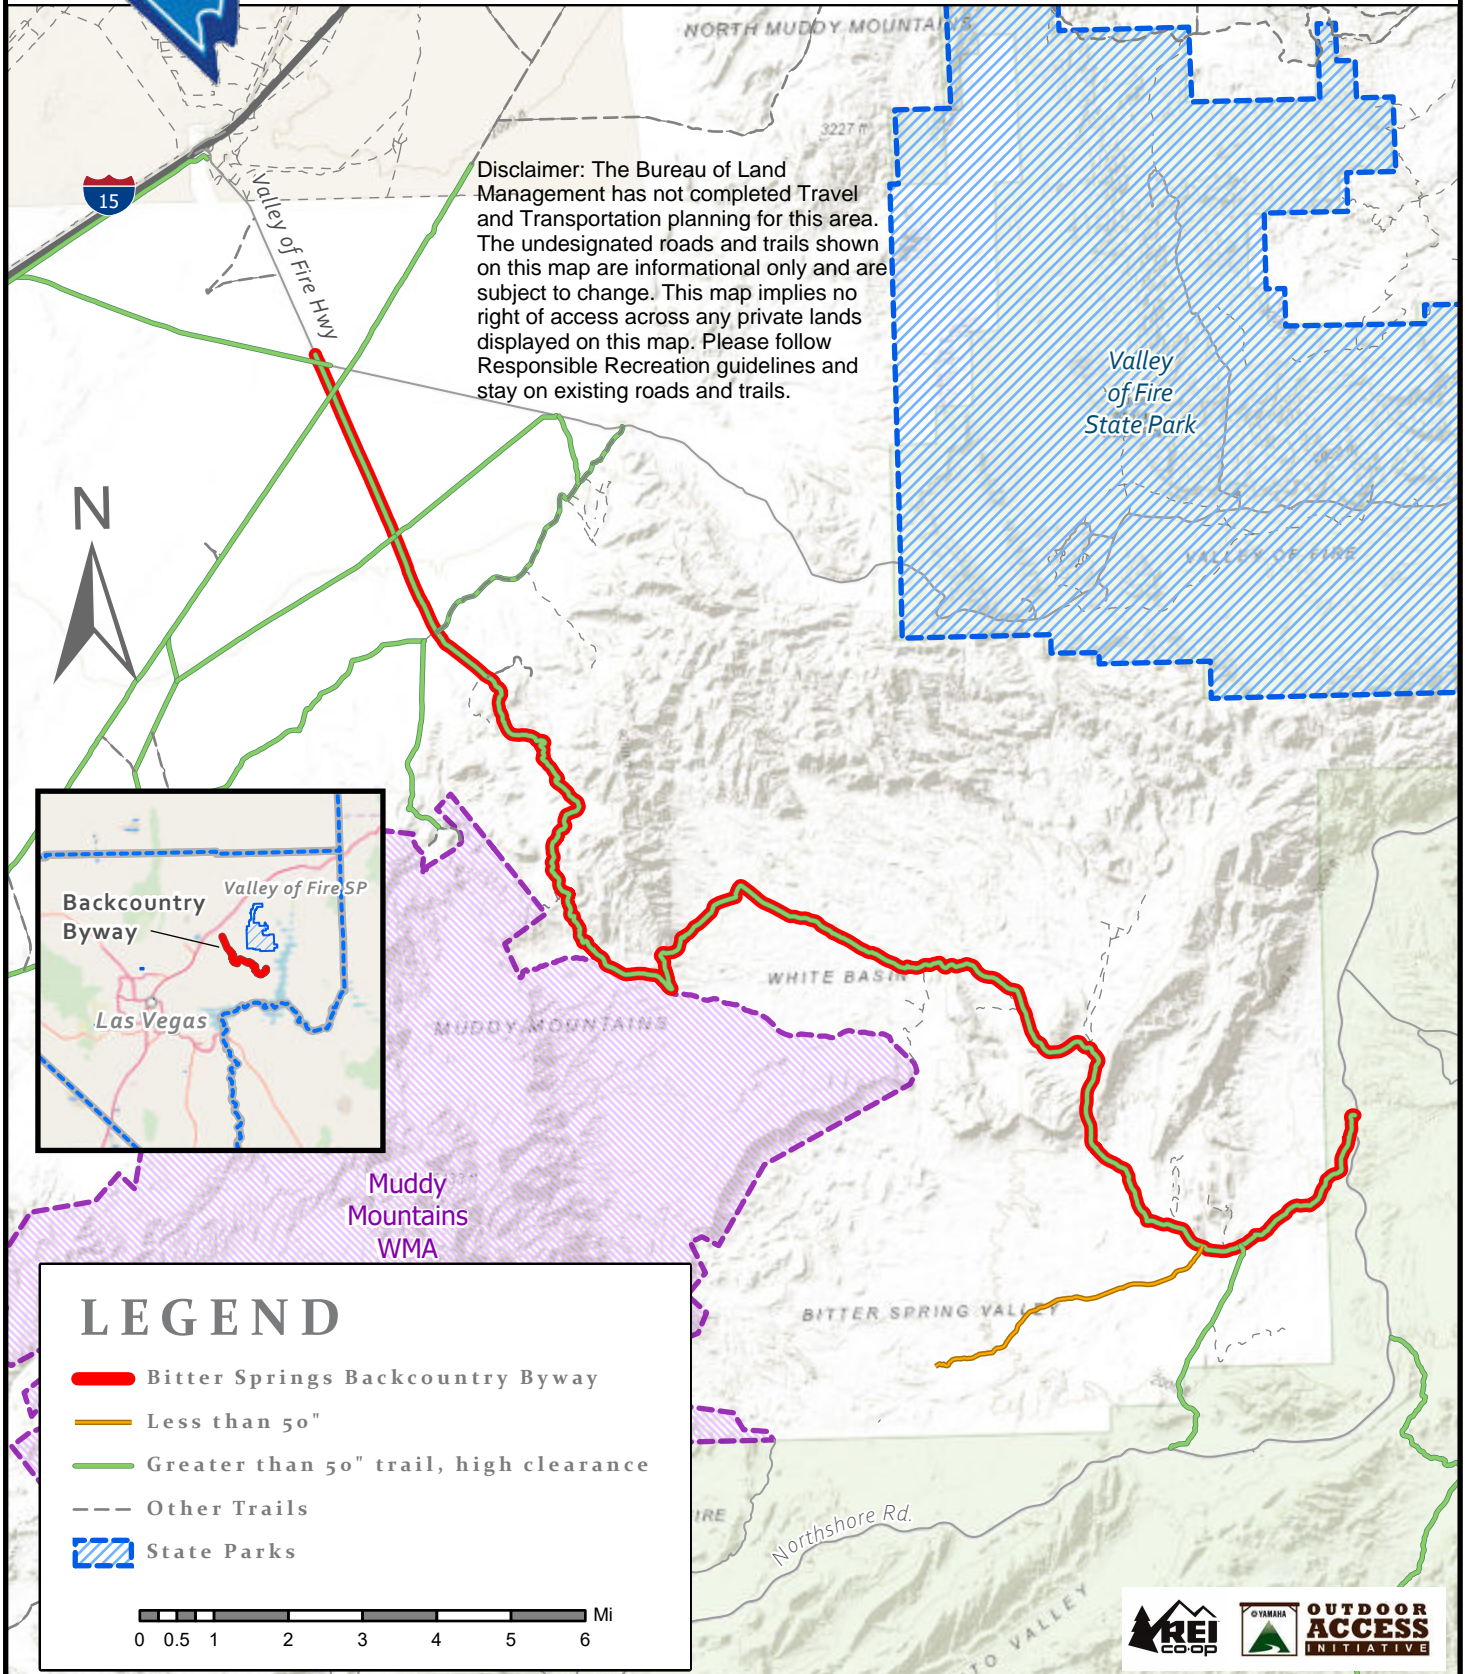 NORTH MUDDY MOUNTAINS
3227 ft
15
Valley of Fire Hwy
Disclaimer: The Bureau of Land
Management has not completed Travel
and Transportation planning for this area.
The undesignated roads and trails shown
on this map are informational only and are
subject to change. This map implies no
right of access across any private lands
displayed on this map. Please follow
Responsible Recreation guidelines and
stay on existing roads and trails.
Valley
of Fire
State Park
VALLEY OF FIRE
N
Valley of Fire SP
Backcountry
Byway
Las Vegas
WHITE BASIN
MUDDY MOUNTAINS
Muddy
Mountains
WMA
BITTER SPRING VALLEY
LEGEND
Bitter Springs Backcountry Byway
Less than 50"
Greater than 50" trail, high clearance
Other Trails
State Parks
Mi
0 0.5 1 2 3 4 5 6
IRE
Northshore Rd.
TO VALLEY
REI
CO·OP
YAMAHA
OUTDOOR
ACCESS
INITIATIVE